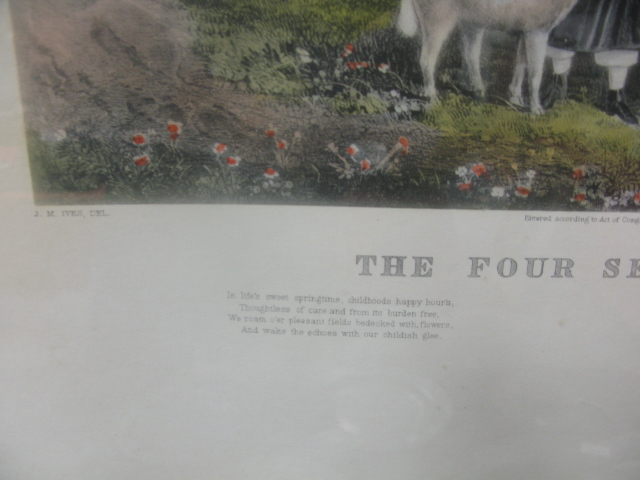 J. M. IVES, DEL.
Entered according to Act of Cong
THE FOUR SE
In life's sweet springtime, childhoods happy hours,
Thoughtless of care and from its burden free,
We roam o'er pleasant fields bedecked with flowers,
And wake the echoes with our childish glee.